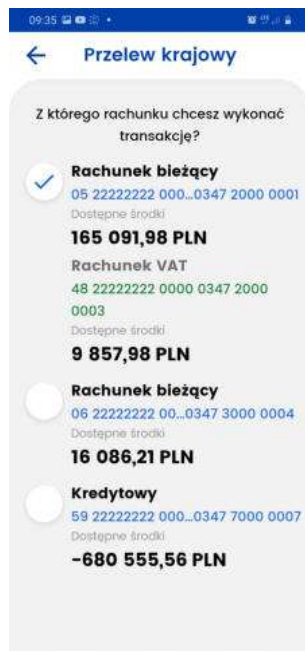 09:35
Przelew krajowy
Z którego rachunku chcesz wykonać
transakcję?
Rachunek bieżący
05 22222222 000...0347 2000 0001
Dostępne środki
165 091,98 PLN
Rachunek VAT
48 22222222 0000 0347 2000
0003
Dostępne środki
9 857,98 PLN
Rachunek bieżący
06 22222222 00...0347 3000 0004
Dostępne środki
16 086,21 PLN
Kredytowy
59 22222222 000...0347 7000 0007
Dostępne środki
-680 555,56 PLN